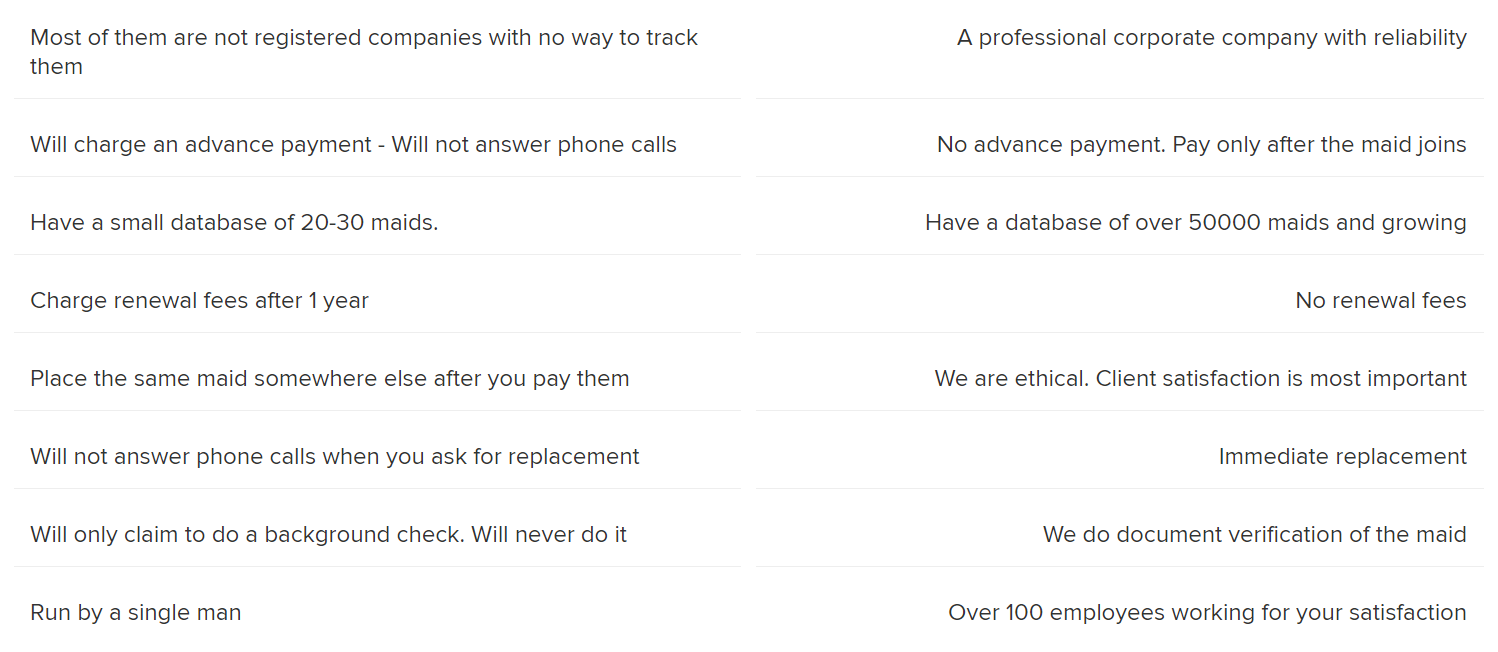 Most of them are not registered companies with no way to track
them
A professional corporate company with reliability
Will charge an advance payment - Will not answer phone calls
No advance payment. Pay only after the maid joins
Have a small database of 20-30 maids.
Have a database of over 50000 maids and growing
Charge renewal fees after 1 year
No renewal fees
Place the same maid somewhere else after you pay them
We are ethical. Client satisfaction is most important
Will not answer phone calls when you ask for replacement
Immediate replacement
Will only claim to do a background check. Will never do it
We do document verification of the maid
Run by a single man
Over 100 employees working for your satisfaction